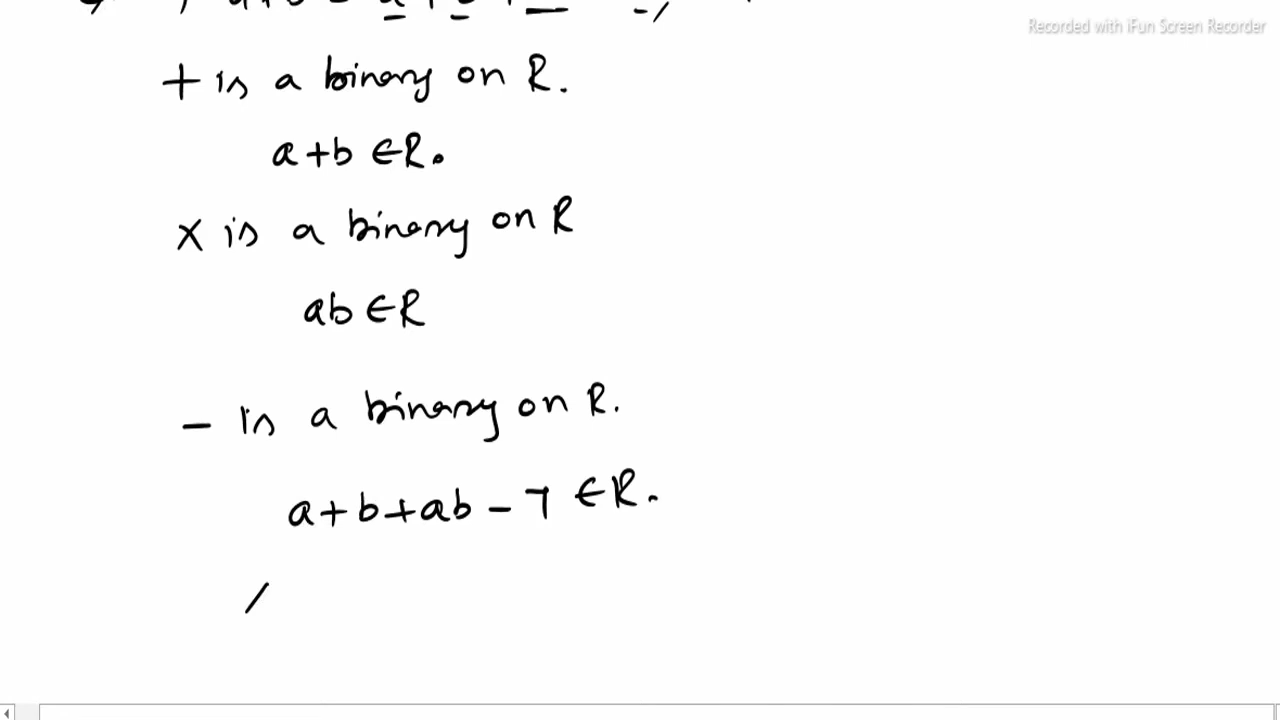 Recorded with iFun Screen Recorder
+ is a binary on R.
a+b ∈R.
× is a binary on R
ab ∈R
- is a binary on R.
a+b+ab-7 ∈R.